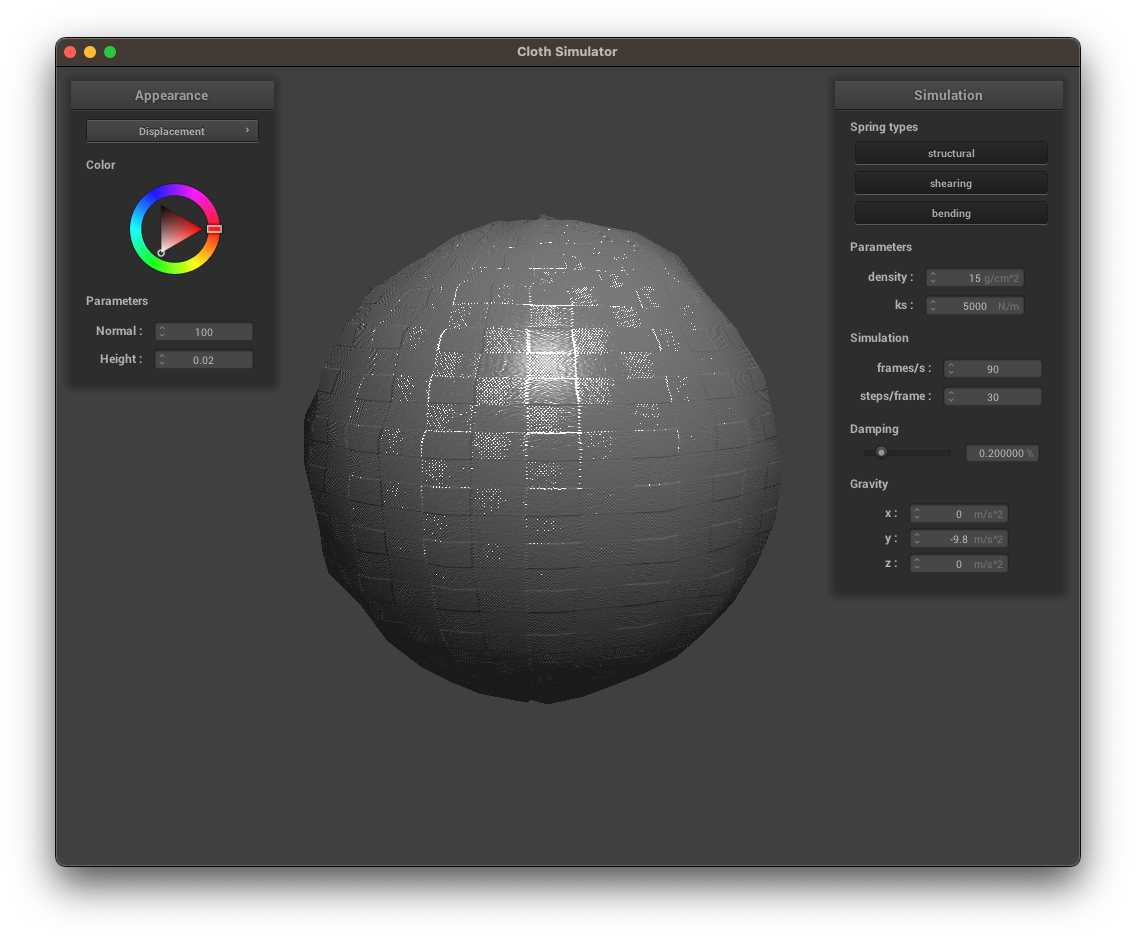 Cloth Simulator
Appearance
Displacement
Color
Parameters
Normal : 100
Height : 0.02
Simulation
Spring types
structural
shearing
bending
Parameters
density : 15 g/cm^2
ks : 5000 N/m
Simulation
frames/s : 90
steps/frame : 30
Damping
0.200000 %
Gravity
x : 0 m/s^2
y : -9.8 m/s^2
z : 0 m/s^2